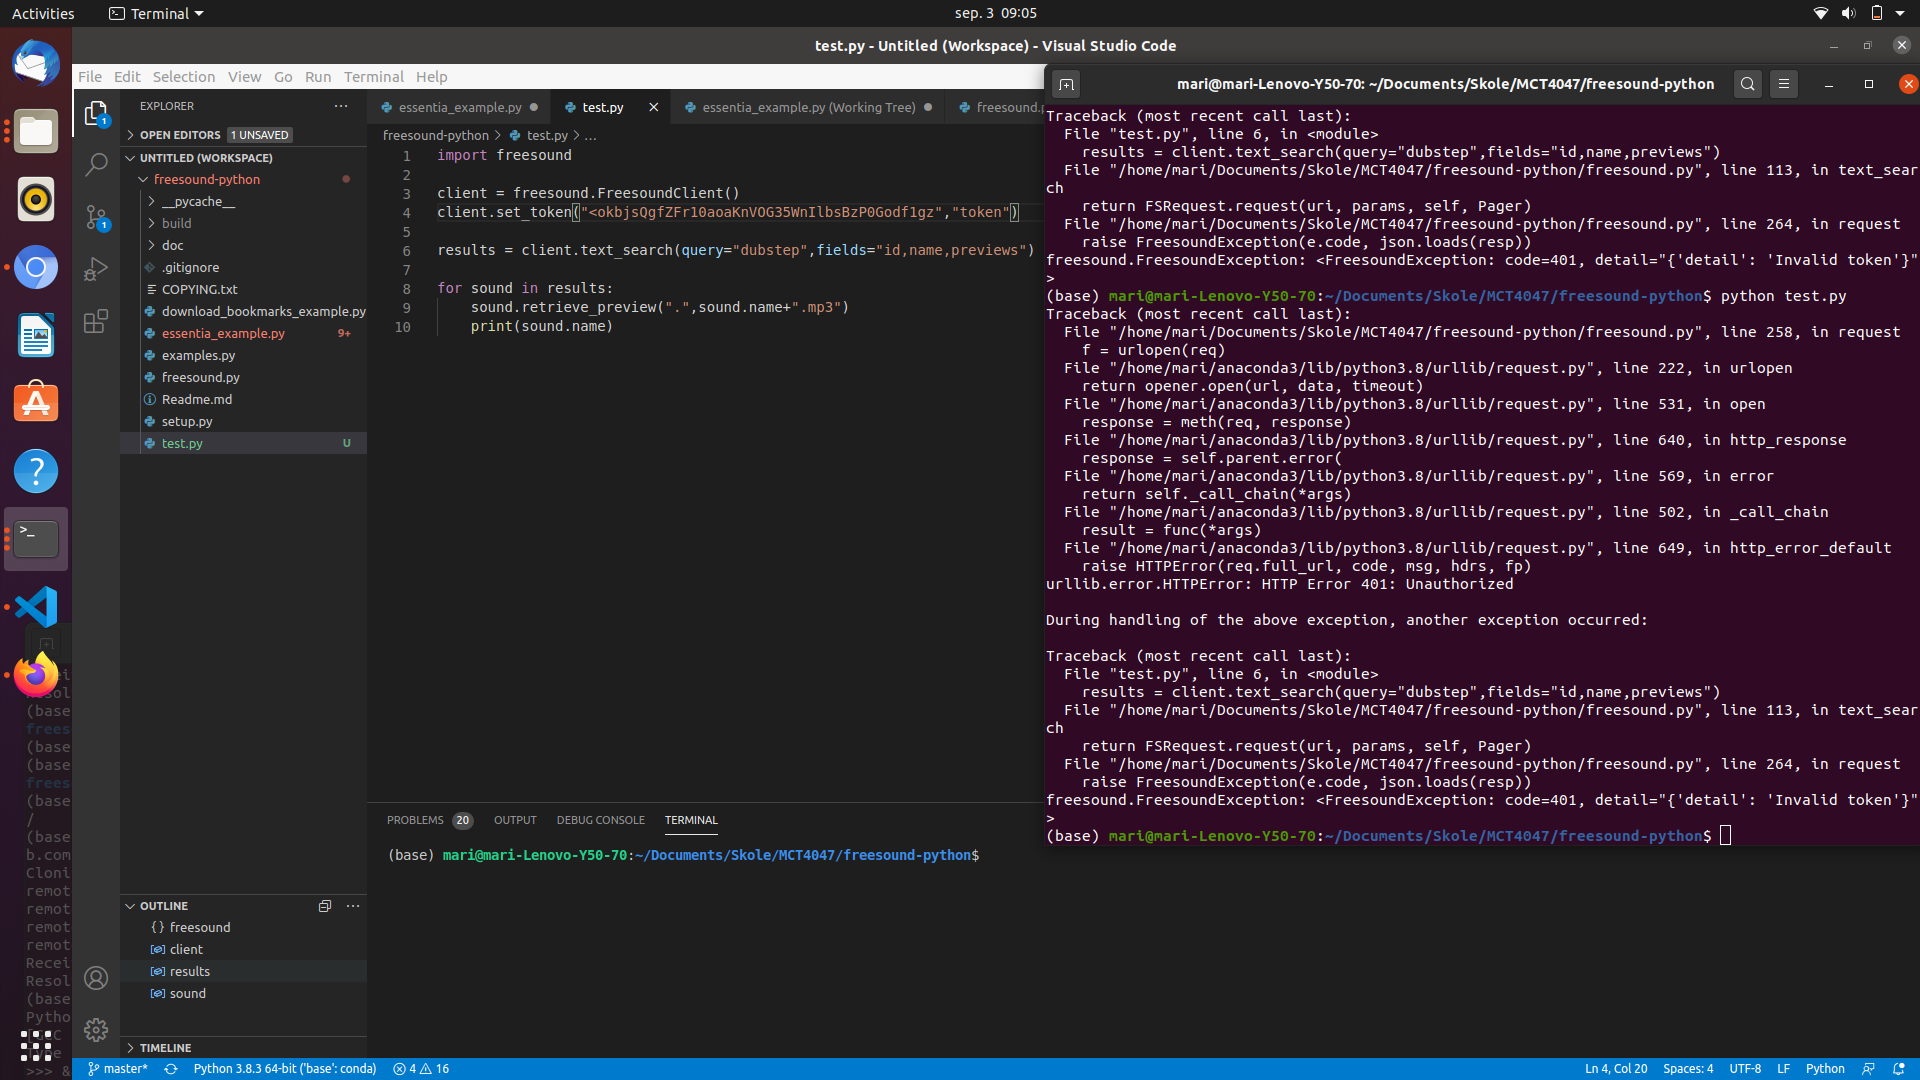 Activities
Terminal
sep. 3 09:05
test.py - Untitled (Workspace) - Visual Studio Code
File Edit Selection View Go Run Terminal Help
EXPLORER
OPEN EDITORS 1 UNSAVED
UNTITLED (WORKSPACE)
freesound-python
__pycache__
build
doc
.gitignore
COPYING.txt
download_bookmarks_example.py
essentia_example.py 9+
examples.py
freesound.py
Readme.md
setup.py
test.py U
OUTLINE
freesound
client
results
sound
TIMELINE
essentia_example.py
test.py
essentia_example.py (Working Tree)
freesound.
freesound-python > test.py > ...
1 import freesound
2
3 client = freesound.FreesoundClient()
4 client.set_token("<okbjsQgfZFr10aoaKnVOG35WnIlbsBzP0Godf1gz","token")
5
6 results = client.text_search(query="dubstep",fields="id,name,previews")
7
8 for sound in results:
9 sound.retrieve_preview(".",sound.name+".mp3")
10 print(sound.name)
PROBLEMS 20 OUTPUT DEBUG CONSOLE TERMINAL
(base) mari@mari-Lenovo-Y50-70:~/Documents/Skole/MCT4047/freesound-python$
mari@mari-Lenovo-Y50-70: ~/Documents/Skole/MCT4047/freesound-python
Traceback (most recent call last):
File "test.py", line 6, in <module>
results = client.text_search(query="dubstep",fields="id,name,previews")
File "/home/mari/Documents/Skole/MCT4047/freesound-python/freesound.py", line 113, in text_sear
ch
return FSRequest.request(uri, params, self, Pager)
File "/home/mari/Documents/Skole/MCT4047/freesound-python/freesound.py", line 264, in request
raise FreesoundException(e.code, json.loads(resp))
freesound.FreesoundException: <FreesoundException: code=401, detail="{'detail': 'Invalid token'}"
>
(base) mari@mari-Lenovo-Y50-70:~/Documents/Skole/MCT4047/freesound-python$ python test.py
Traceback (most recent call last):
File "/home/mari/Documents/Skole/MCT4047/freesound-python/freesound.py", line 258, in request
f = urlopen(req)
File "/home/mari/anaconda3/lib/python3.8/urllib/request.py", line 222, in urlopen
return opener.open(url, data, timeout)
File "/home/mari/anaconda3/lib/python3.8/urllib/request.py", line 531, in open
response = meth(req, response)
File "/home/mari/anaconda3/lib/python3.8/urllib/request.py", line 640, in http_response
response = self.parent.error(
File "/home/mari/anaconda3/lib/python3.8/urllib/request.py", line 569, in error
return self._call_chain(*args)
File "/home/mari/anaconda3/lib/python3.8/urllib/request.py", line 502, in _call_chain
result = func(*args)
File "/home/mari/anaconda3/lib/python3.8/urllib/request.py", line 649, in http_error_default
raise HTTPError(req.full_url, code, msg, hdrs, fp)
urllib.error.HTTPError: HTTP Error 401: Unauthorized
During handling of the above exception, another exception occurred:
Traceback (most recent call last):
File "test.py", line 6, in <module>
results = client.text_search(query="dubstep",fields="id,name,previews")
File "/home/mari/Documents/Skole/MCT4047/freesound-python/freesound.py", line 113, in text_sear
ch
return FSRequest.request(uri, params, self, Pager)
File "/home/mari/Documents/Skole/MCT4047/freesound-python/freesound.py", line 264, in request
raise FreesoundException(e.code, json.loads(resp))
freesound.FreesoundException: <FreesoundException: code=401, detail="{'detail': 'Invalid token'}"
>
(base) mari@mari-Lenovo-Y50-70:~/Documents/Skole/MCT4047/freesound-python$
(base
frees
(base
(base
frees
(base
/
(base
b.com
Cloni
remot
remot
remot
remot
Recei
Resol
(base
Pytho
>>> &
master* Python 3.8.3 64-bit ('base': conda) 4 16
Ln 4, Col 20 Spaces: 4 UTF-8 LF Python